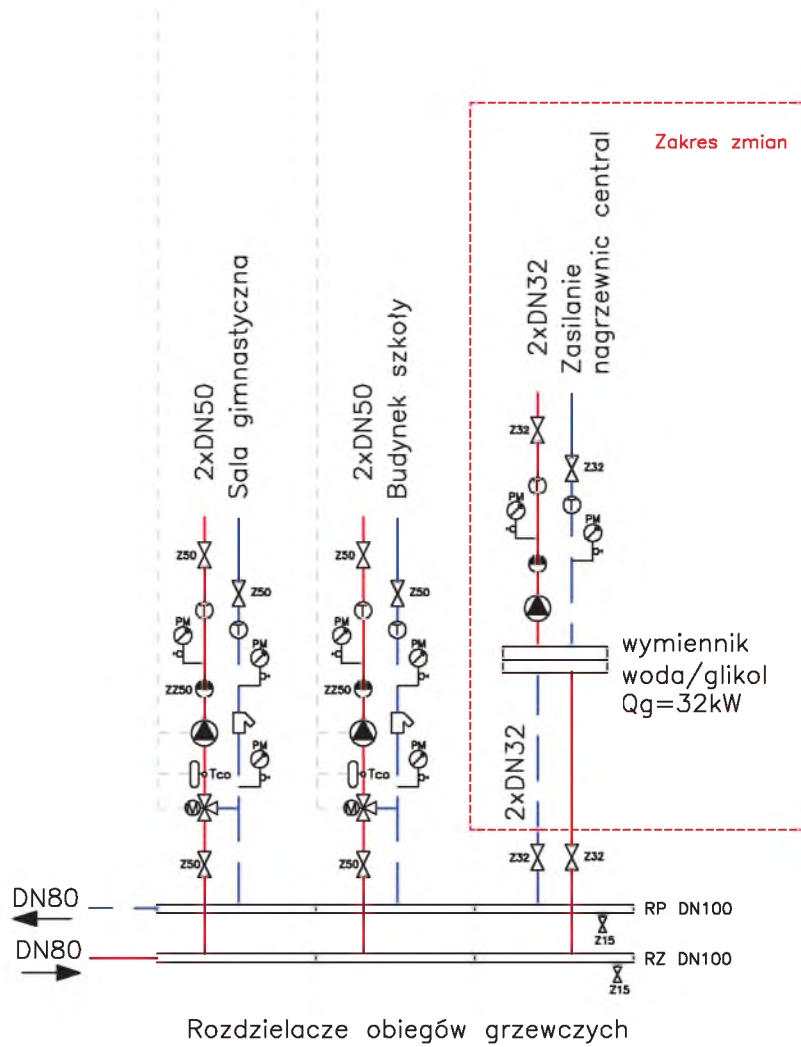 Zakres zmian
2xDN50
Sala gimnastyczna
2xDN50
Budynek szkoły
2xDN32
Zasilanie
nagrzewnic central
Z32
Z32
T
T
PM
PM
Z50
Z50
T
T
PM
PM
ZZ50
PM
Tco
M
Z50
Z50
Z50
T
T
PM
PM
ZZ50
PM
Tco
M
Z50
wymiennik
woda/glikol
Qg=32kW
2xDN32
Z32
Z32
DN80
RP DN100
Z15
DN80
RZ DN100
Z15
Rozdzielacze obiegów grzewczych